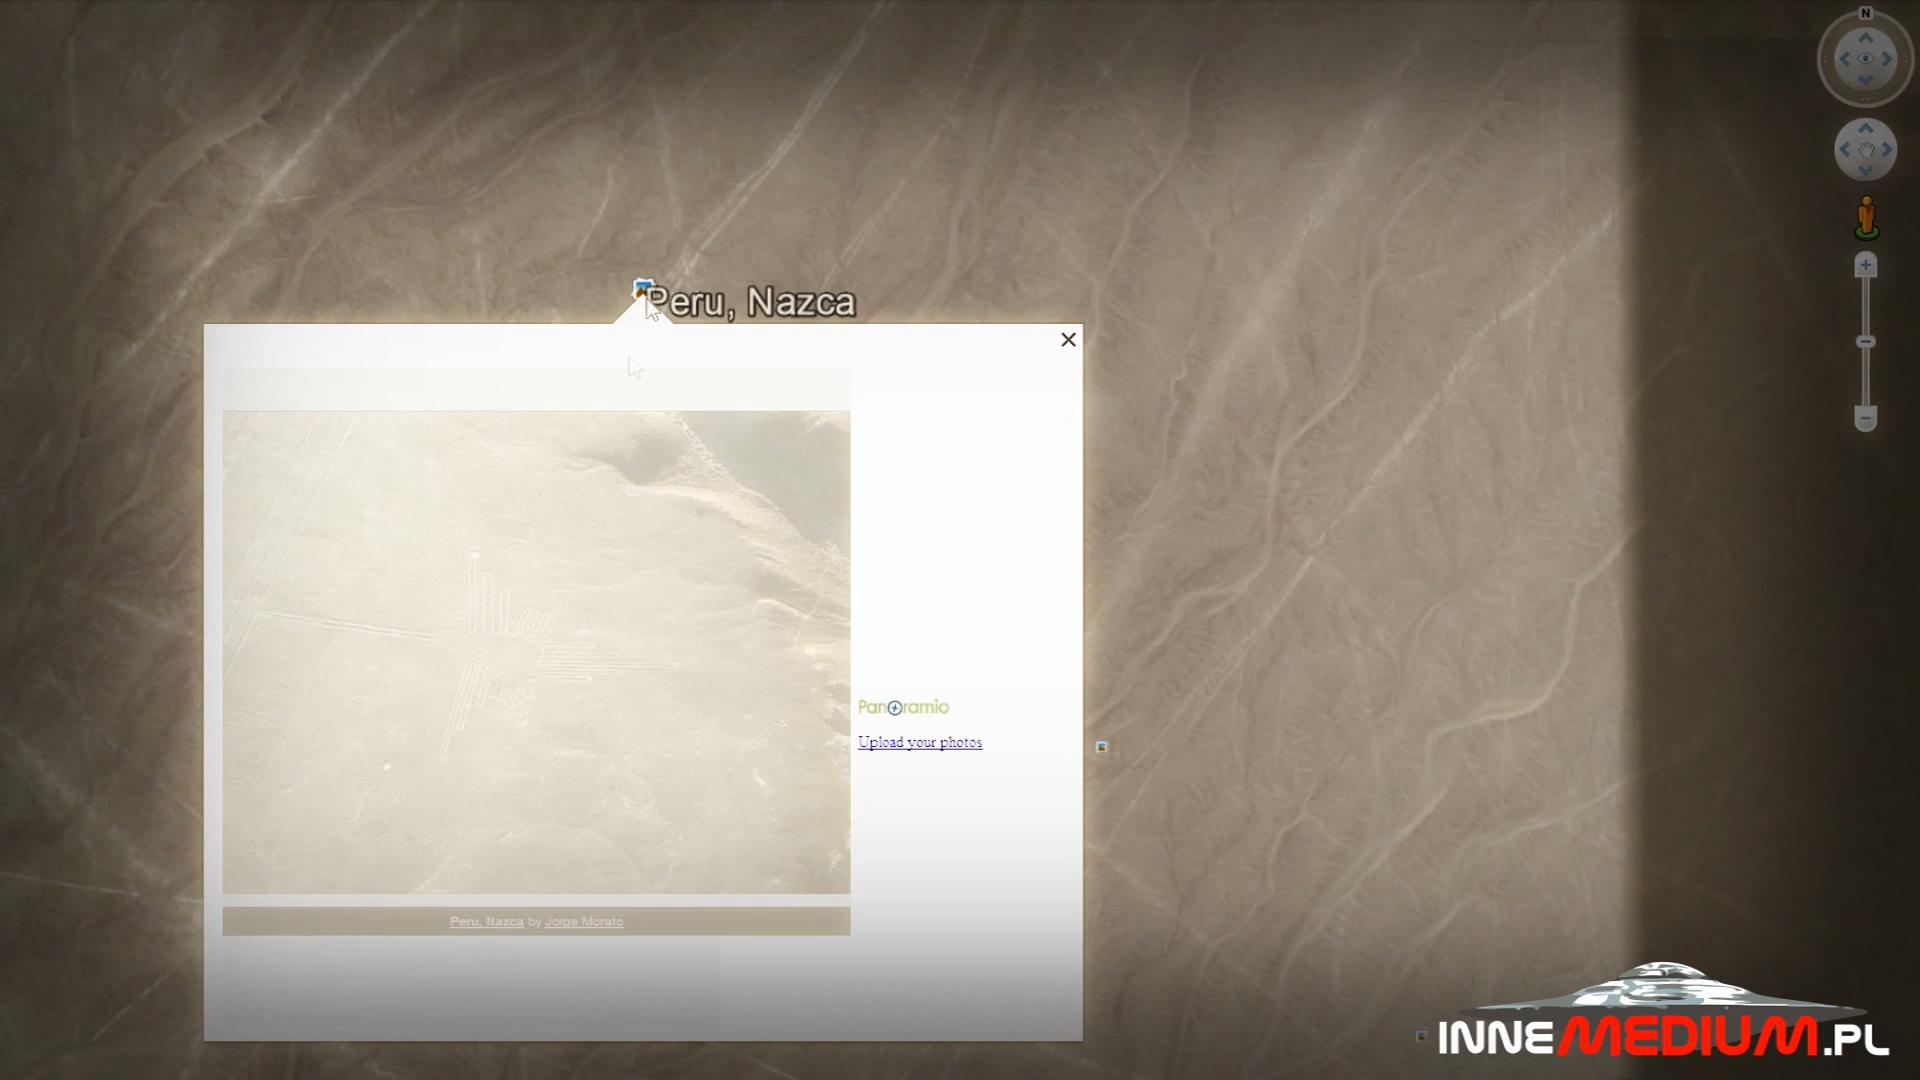 N
Peru, Nazca
Panoramio
Upload your photos
Peru, Nazca by Jorge Morato
INNEMEDIUM.PL